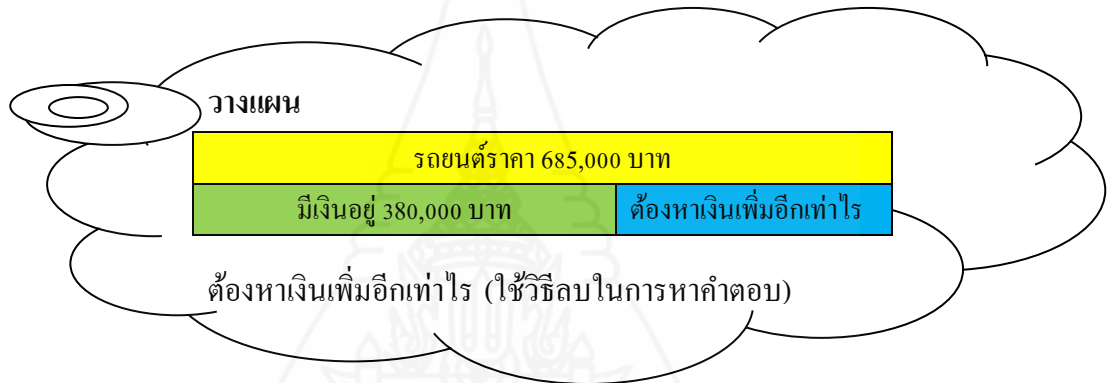 วางแผน
รถยนต์ราคา 685,000 บาท
มีเงินอยู่ 380,000 บาท ต้องหาเงินเพิ่มอีกเท่าไร
ต้องหาเงินเพิ่มอีกเท่าไร (ใช้วิธีลบในการหาคำตอบ)